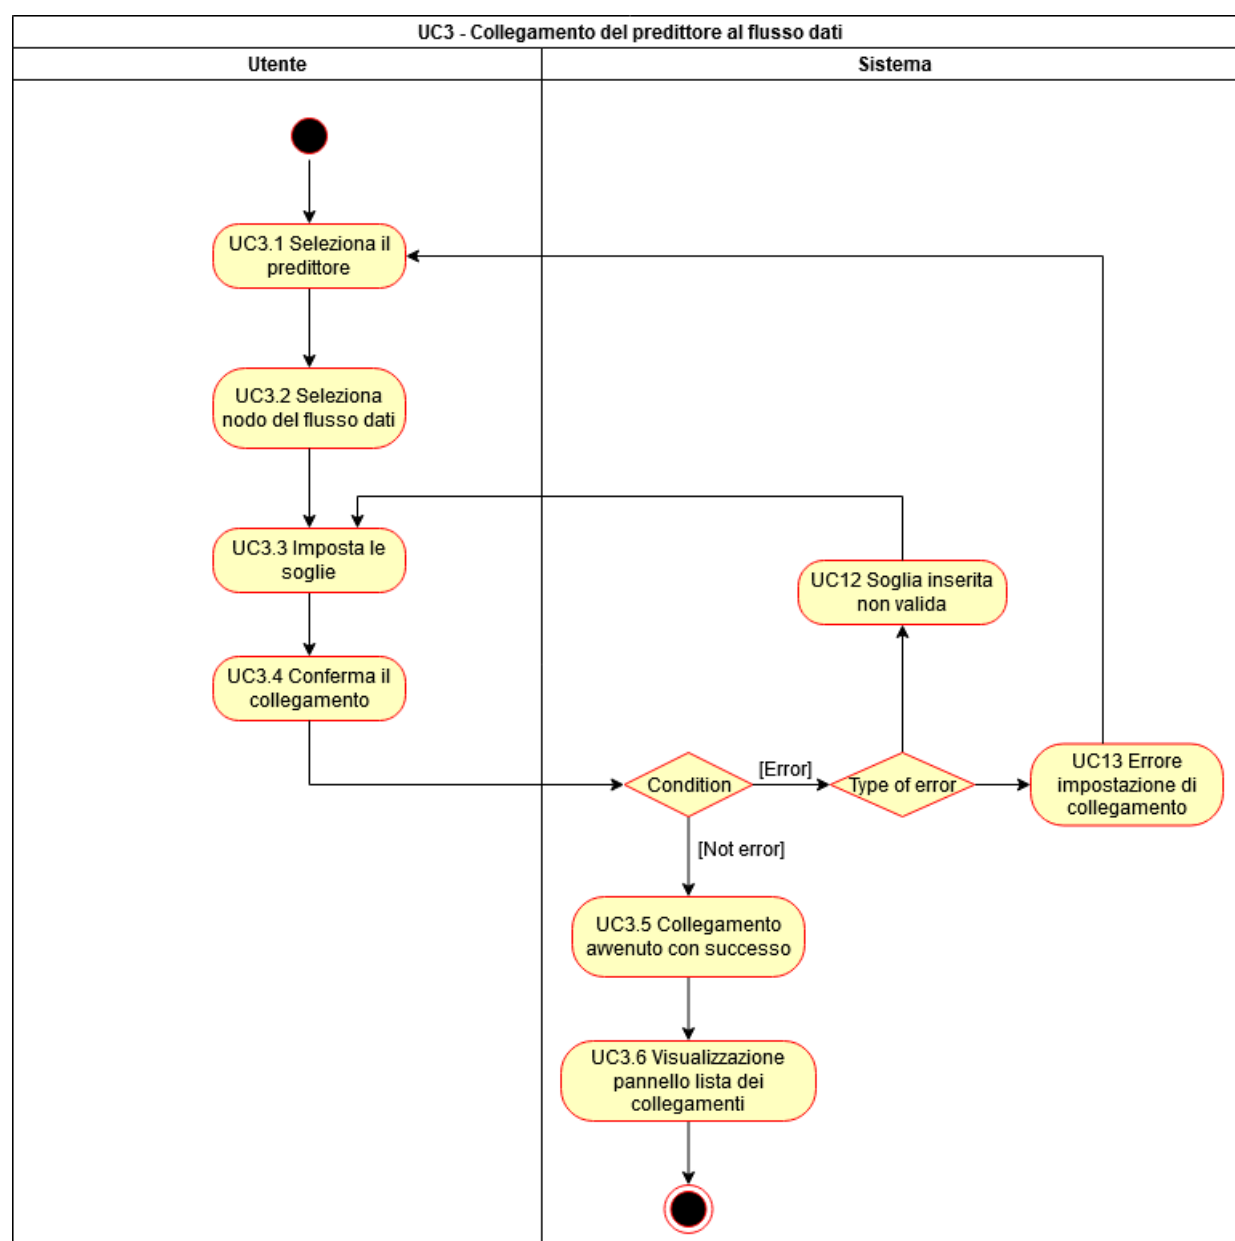 UC3 - Collegamento del predittore al flusso dati
Utente
Sistema
UC3.1 Seleziona il
predittore
UC3.2 Seleziona
nodo del flusso dati
UC3.3 Imposta le
soglie
UC12 Soglia inserita
non valida
UC3.4 Conferma il
collegamento
Condition
[Error]
Type of error
UC13 Errore
impostazione di
collegamento
[Not error]
UC3.5 Collegamento
avvenuto con successo
UC3.6 Visualizzazione
pannello lista dei
collegamenti